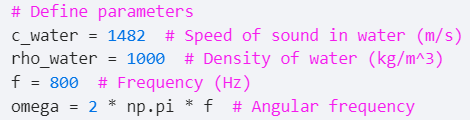 # Define parameters
c_water = 1482  # Speed of sound in water (m/s)
rho_water = 1000  # Density of water (kg/m^3)
f = 800  # Frequency (Hz)
omega = 2 * np.pi * f  # Angular frequency